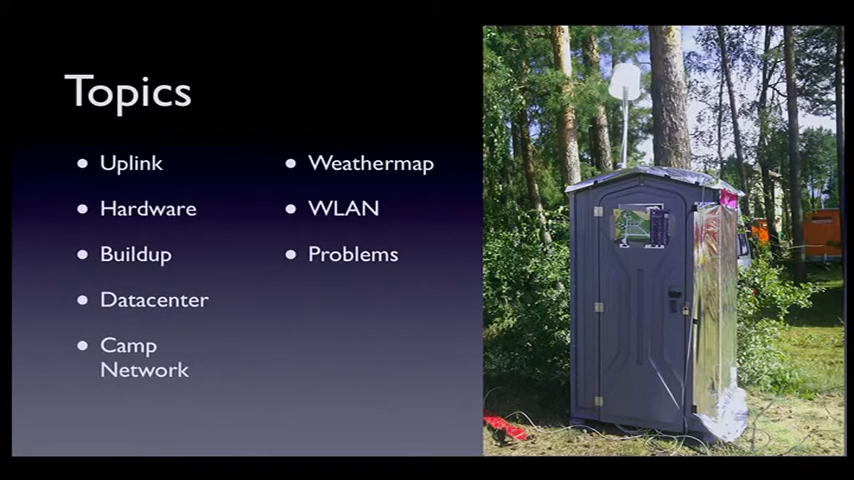 Topics
Uplink
Hardware
Buildup
Datacenter
Camp
Network
Weathermap
WLAN
Problems